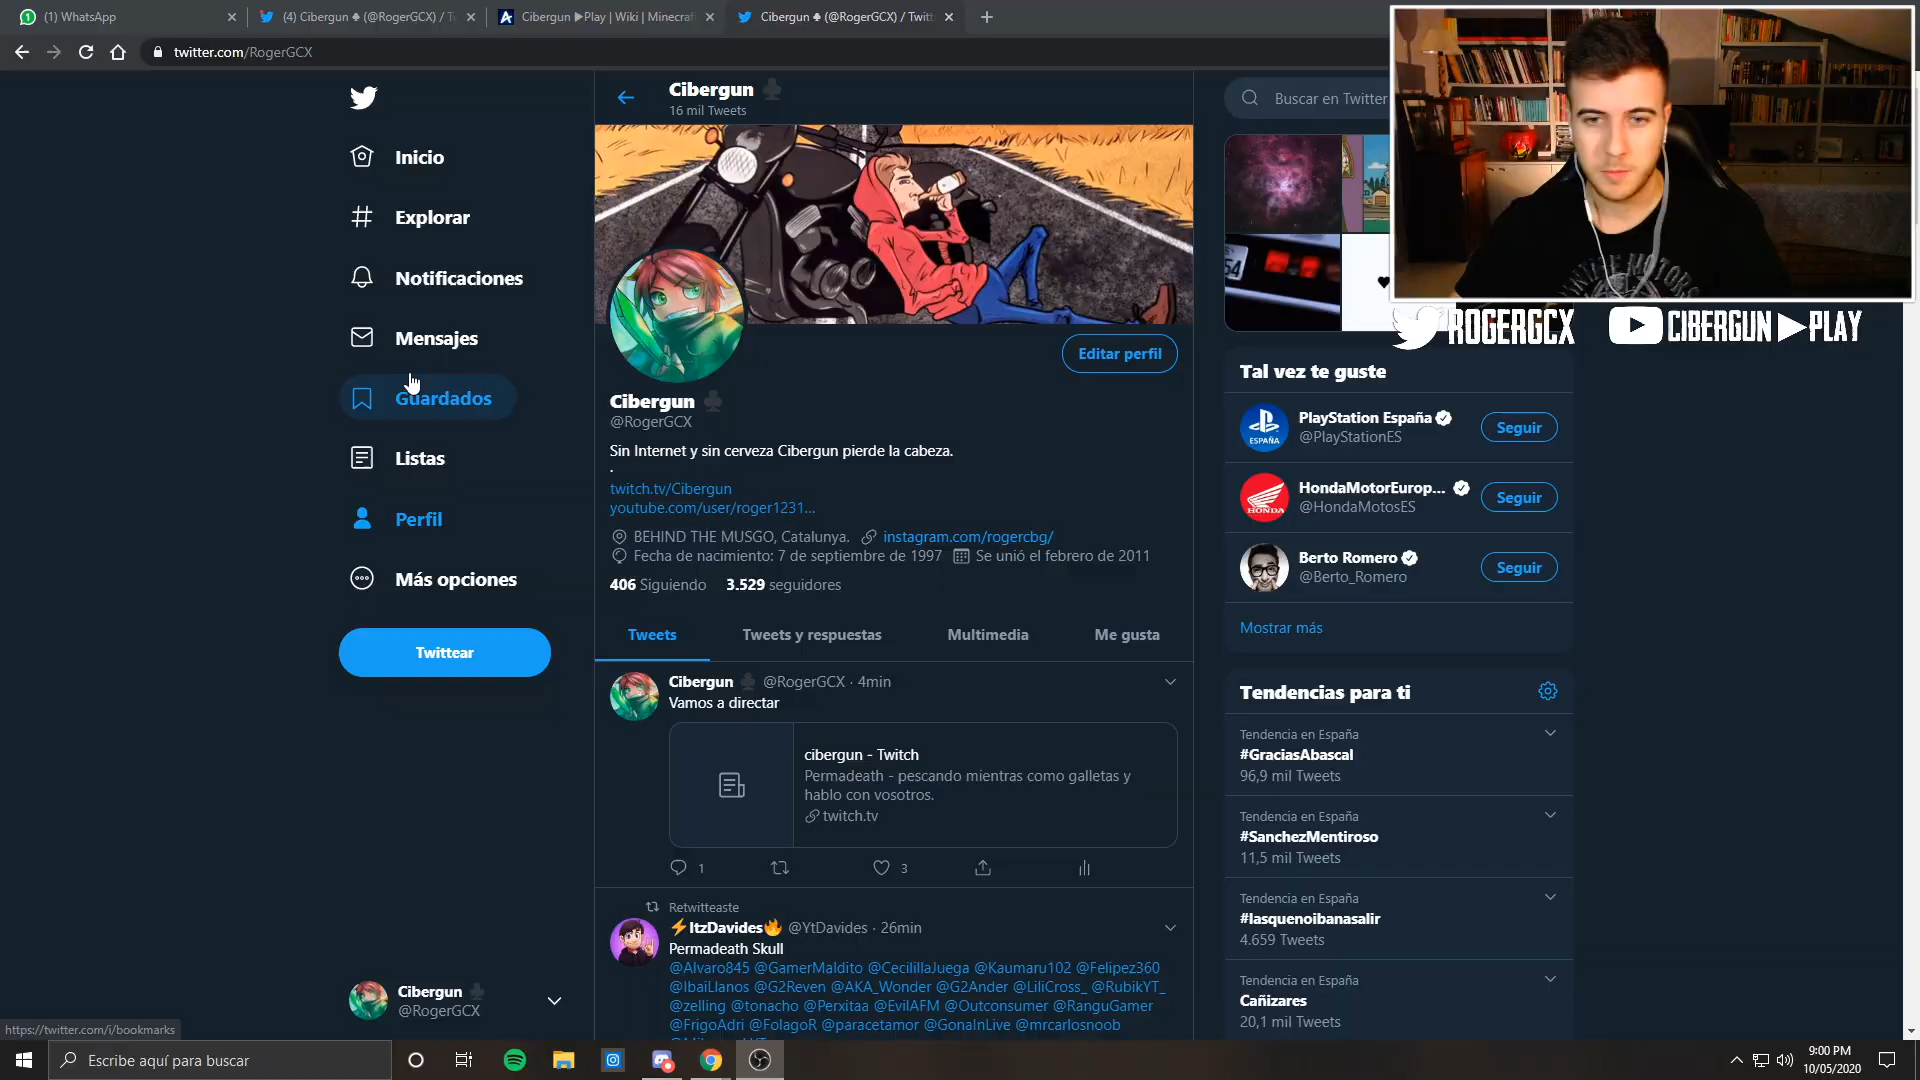 (1) WhatsApp
(4) Cibergun ♣ (@RogerGCX) / Tw
Cibergun ▶Play | Wiki | Minecraf
Cibergun ♣ (@RogerGCX) / Twitt
twitter.com/RogerGCX
Cibergun ♣
16 mil Tweets
Buscar en Twitter
Inicio
Explorar
Notificaciones
Mensajes
Guardados
Listas
Perfil
Más opciones
Twittear
Editar perfil
Cibergun ♣
@RogerGCX
Sin Internet y sin cerveza Cibergun pierde la cabeza.
.
twitch.tv/Cibergun
youtube.com/user/roger1231...
BEHIND THE MUSGO, Catalunya. instagram.com/rogercbg/
Fecha de nacimiento: 7 de septiembre de 1997 Se unió el febrero de 2011
406 Siguiendo 3.529 seguidores
Tweets Tweets y respuestas Multimedia Me gusta
Cibergun ♣ @RogerGCX · 4min
Vamos a directar
cibergun - Twitch
Permadeath - pescando mientras como galletas y
hablo con vosotros.
twitch.tv
1 3
Retwitteaste
⚡ItzDavides🔥 @YtDavides · 26min
Permadeath Skull
@Alvaro845 @GamerMaldito @CecilillaJuega @Kaumaru102 @Felipez360
@IbaiLlanos @G2Reven @AKA_Wonder @G2Ander @LiliCross_ @RubikYT_
@zelling @tonacho @Perxitaa @EvilAFM @Outconsumer @RanguGamer
@FrigoAdri @FolagoR @paracetamor @GonaInLive @mrcarlosnoob
ROGERGCX CIBERGUN ▶PLAY
Tal vez te guste
PlayStation España
@PlayStationES
Seguir
ESPAÑA
HondaMotorEurop...
@HondaMotosES
Seguir
HONDA
Berto Romero
@Berto_Romero
Seguir
Mostrar más
Tendencias para ti
Tendencia en España
#GraciasAbascal
96,9 mil Tweets
Tendencia en España
#SanchezMentiroso
11,5 mil Tweets
Tendencia en España
#lasquenoibanasalir
4.659 Tweets
Tendencia en España
Cañizares
20,1 mil Tweets
Cibergun ♣
@RogerGCX
https://twitter.com/i/bookmarks
Escribe aquí para buscar
9:00 PM
10/05/2020